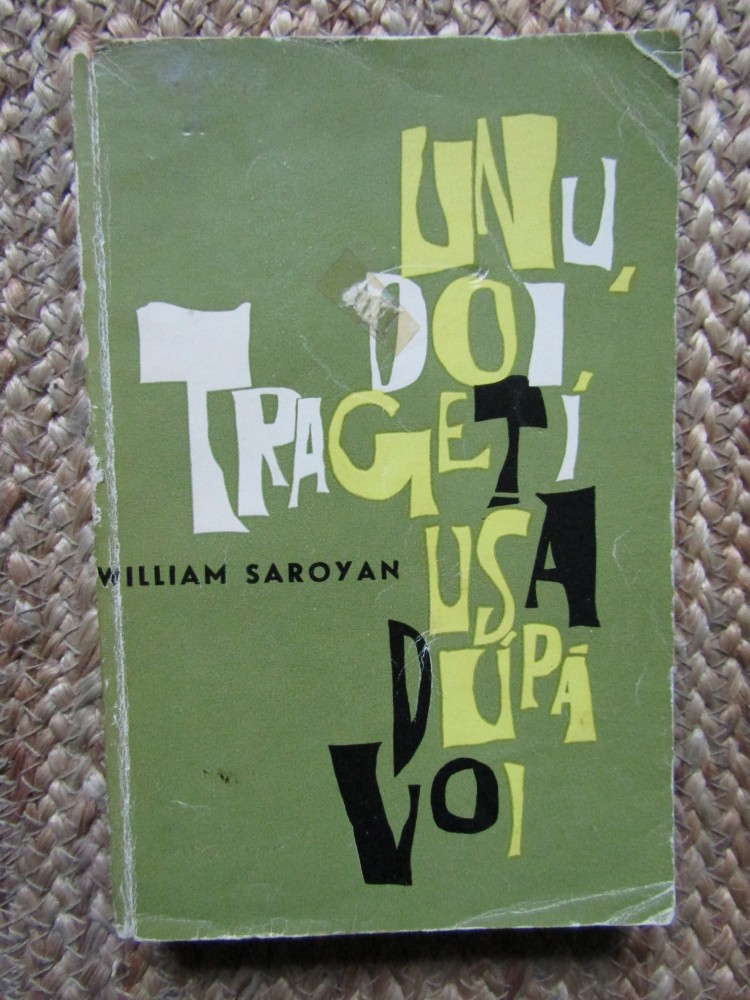 UNU,
DOI,
TRAGEȚI
UȘA
WILLIAM SAROYAN
DUPĂ
VOI